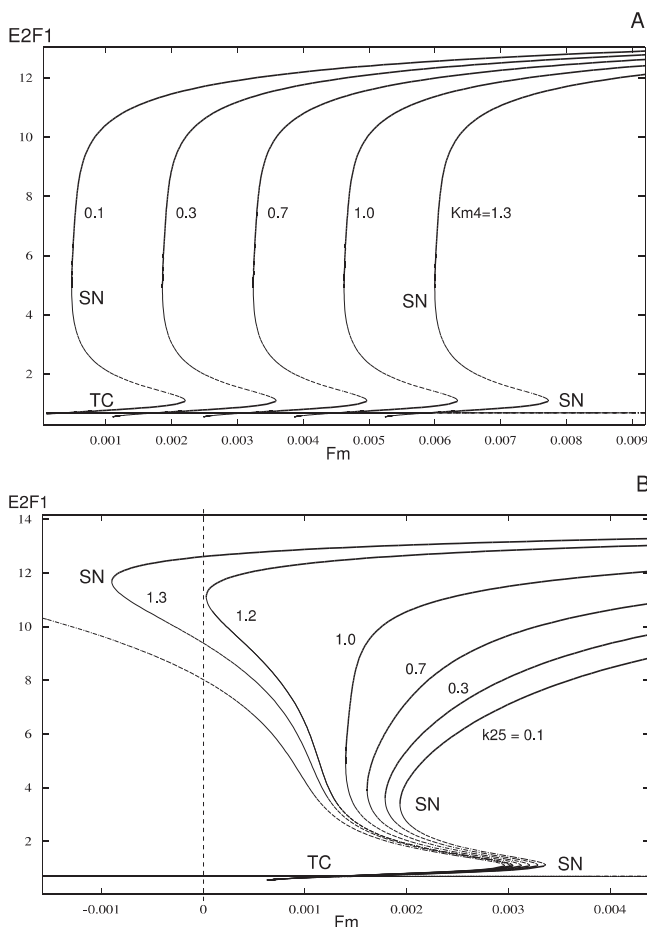 A
E2F1
12
10
8
6
4
2
0.1
0.3
0.7
1.0
Km4=1.3
SN
SN
TC
SN
0.001
0.002
0.003
0.004
0.005
0.006
0.007
0.008
0.009
Fm
B
E2F1
14
12
10
8
6
4
2
SN
1.3
1.2
1.0
0.7
0.3
k25 = 0.1
SN
TC
SN
-0.001
0
0.001
0.002
0.003
0.004
Fm